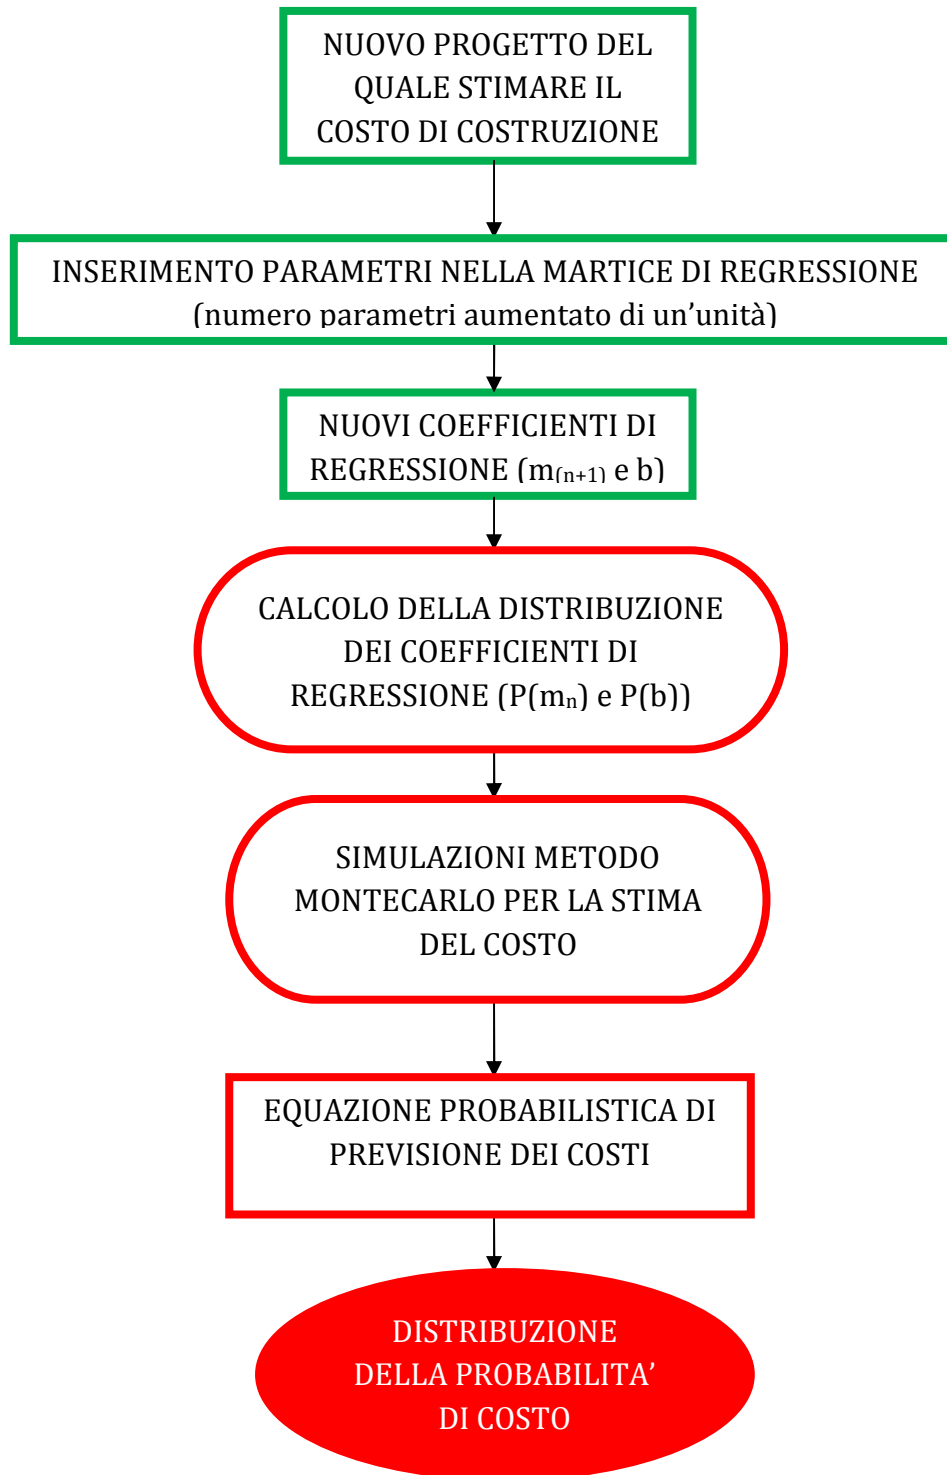 NUOVO PROGETTO DEL
QUALE STIMARE IL
COSTO DI COSTRUZIONE
INSERIMENTO PARAMETRI NELLA MARTICE DI REGRESSIONE
(numero parametri aumentato di un’unità)
NUOVI COEFFICIENTI DI
REGRESSIONE (m(n+1) e b)
CALCOLO DELLA DISTRIBUZIONE
DEI COEFFICIENTI DI
REGRESSIONE (P(mn) e P(b))
SIMULAZIONI METODO
MONTECARLO PER LA STIMA
DEL COSTO
EQUAZIONE PROBABILISTICA DI
PREVISIONE DEI COSTI
DISTRIBUZIONE
DELLA PROBABILITA’
DI COSTO